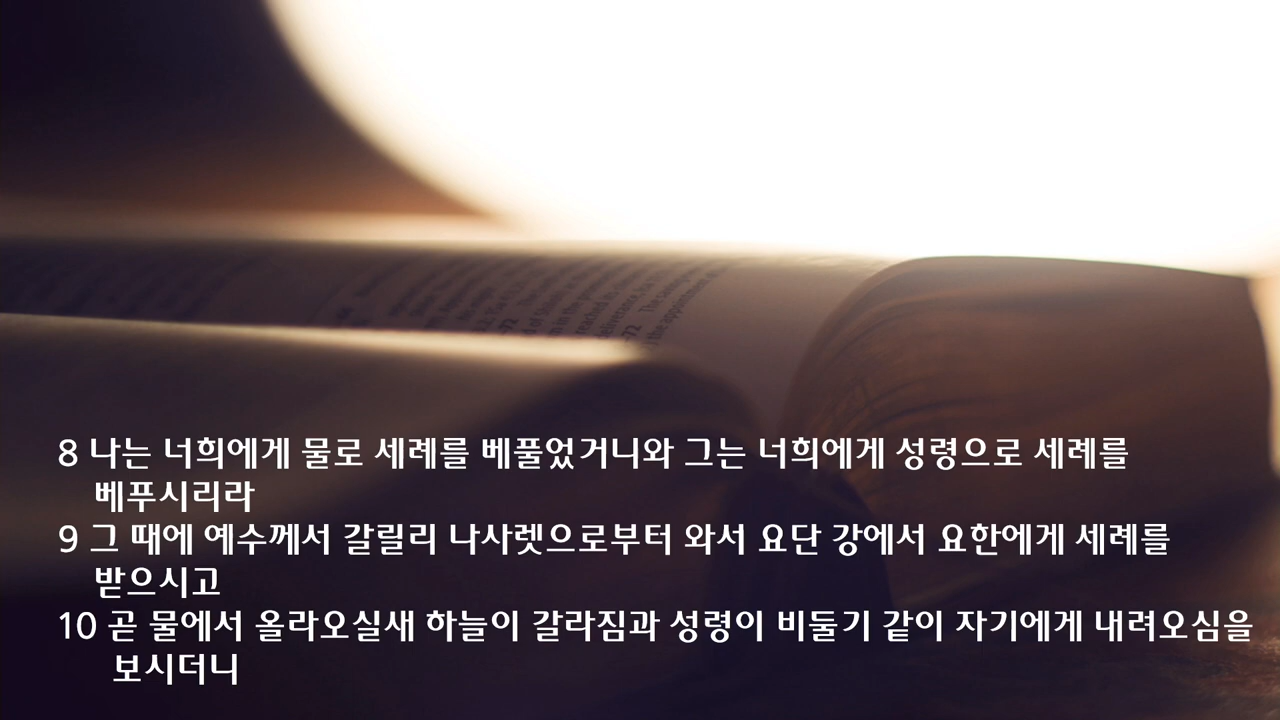 8 나는 너희에게 물로 세례를 베풀었거니와 그는 너희에게 성령으로 세례를
베푸시리라
9 그 때에 예수께서 갈릴리 나사렛으로부터 와서 요단 강에서 요한에게 세례를
받으시고
10 곧 물에서 올라오실새 하늘이 갈라짐과 성령이 비둘기 같이 자기에게 내려오심을
보시더니